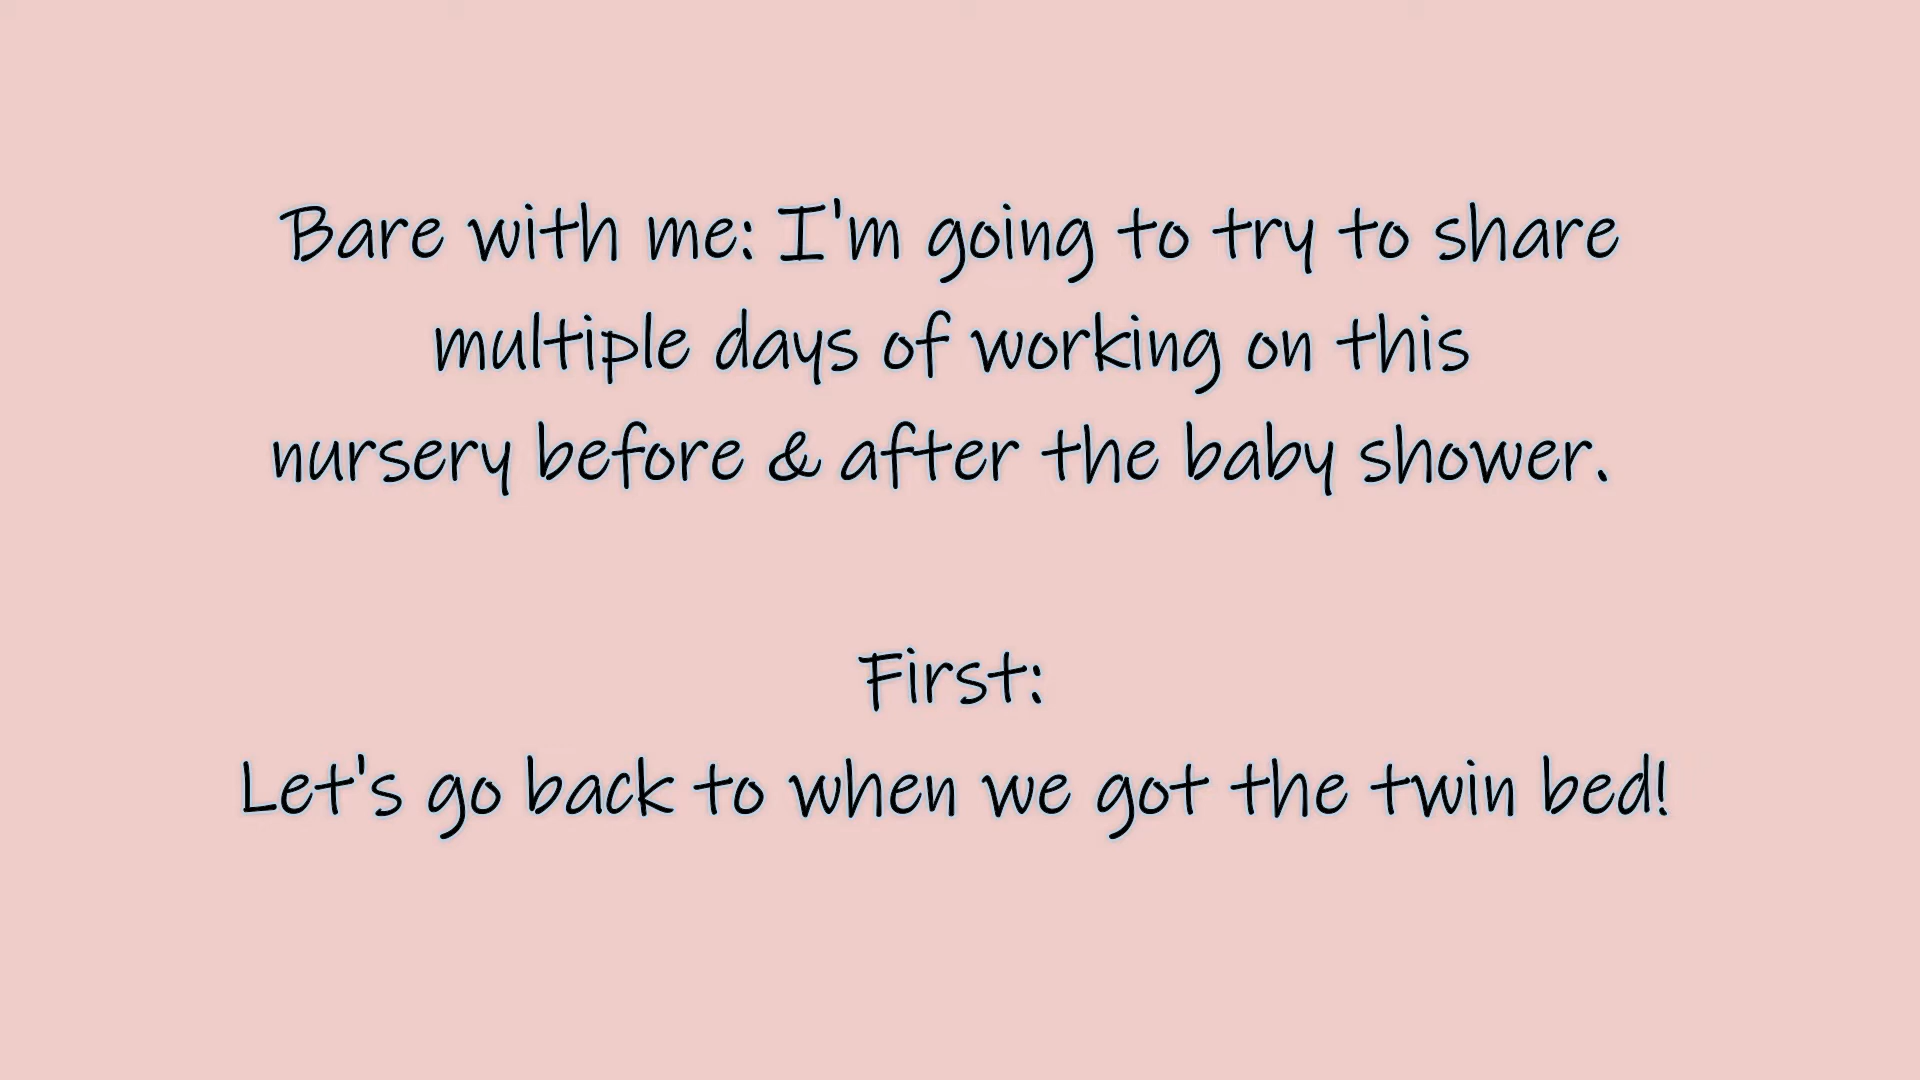 Bare with me: I'm going to try to share
multiple days of working on this
nursery before & after the baby shower.
First:
Let's go back to when we got the twin bed!